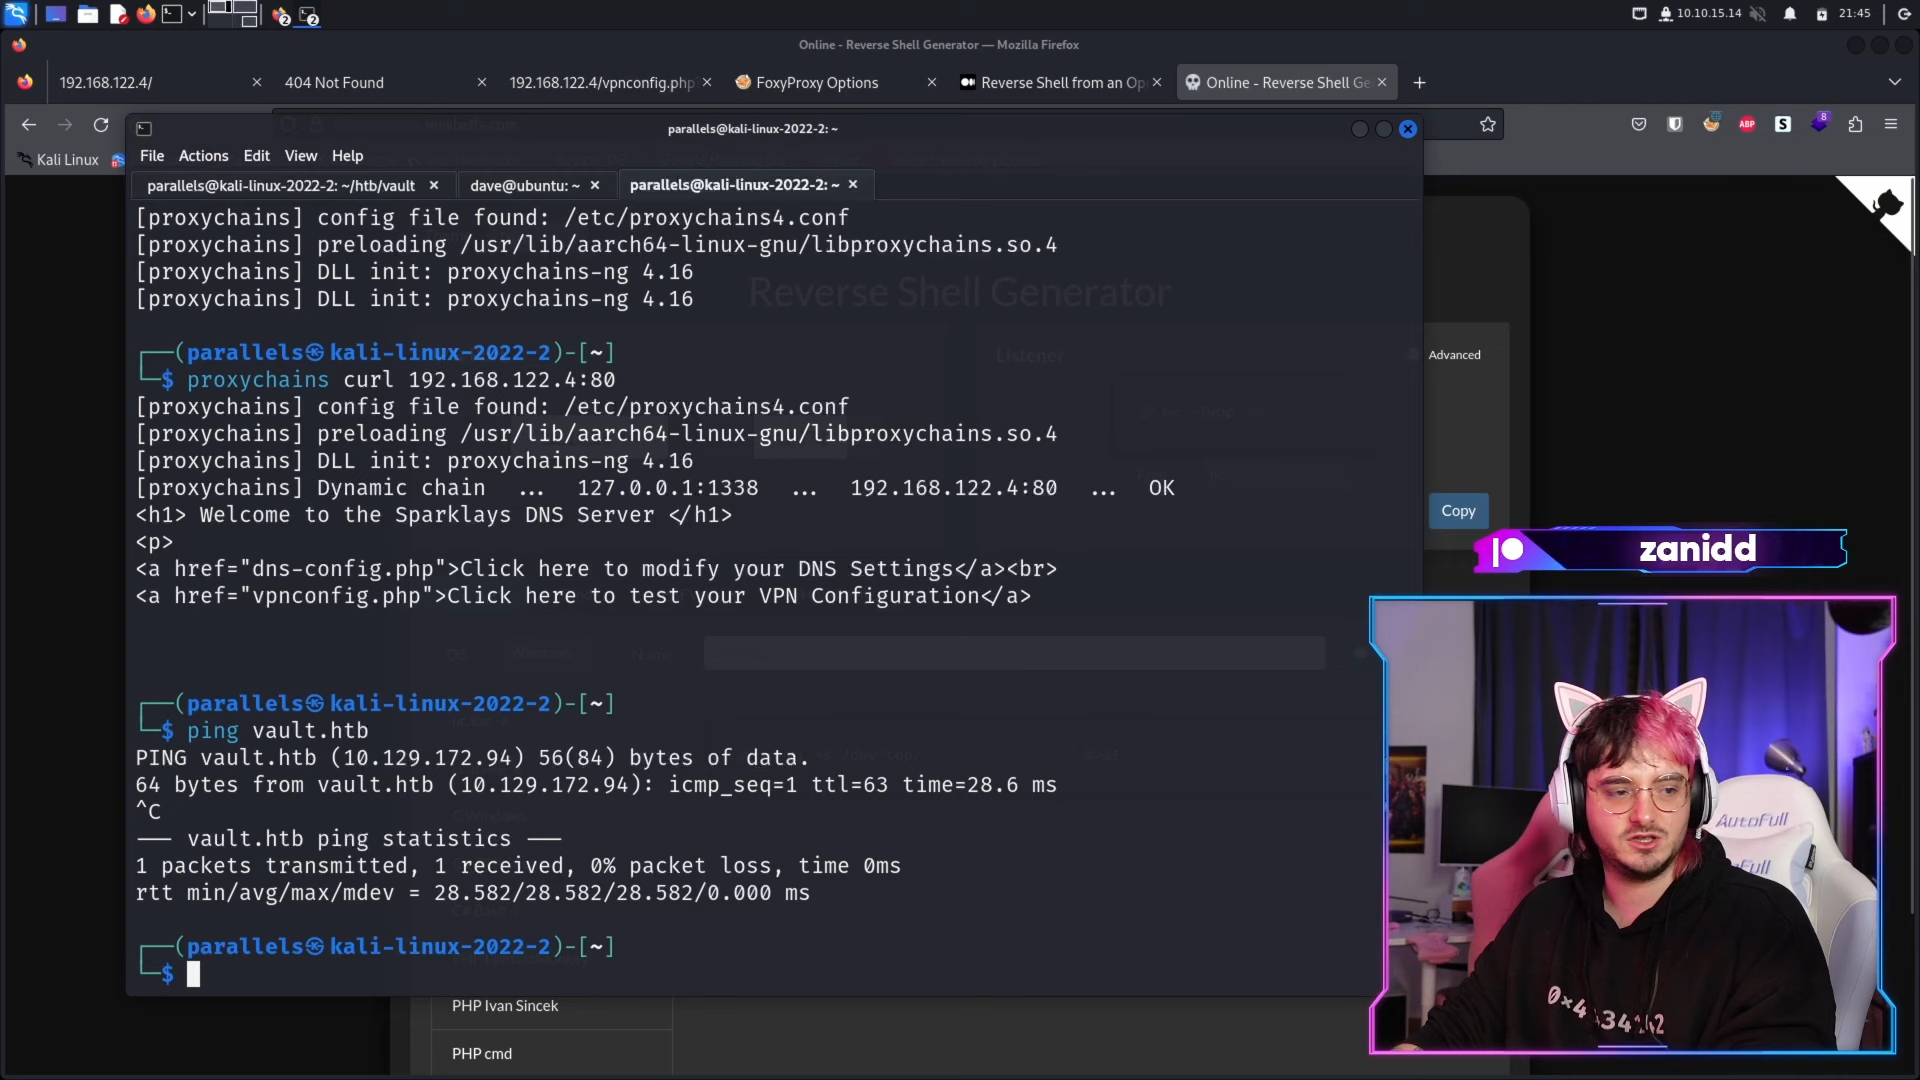 10.10.15.14
21:45
Online - Reverse Shell Generator — Mozilla Firefox
192.168.122.4/
404 Not Found
192.168.122.4/vpnconfig.php
FoxyProxy Options
Reverse Shell from an Op
Online - Reverse Shell Ge
parallels@kali-linux-2022-2: ~
ABP
S
8
Kali Linux
File Actions Edit View Help
parallels@kali-linux-2022-2: ~/htb/vault
dave@ubuntu: ~
parallels@kali-linux-2022-2: ~
[proxychains] config file found: /etc/proxychains4.conf
[proxychains] preloading /usr/lib/aarch64-linux-gnu/libproxychains.so.4
[proxychains] DLL init: proxychains-ng 4.16
[proxychains] DLL init: proxychains-ng 4.16
Reverse Shell Generator
Listener
Advanced
(parallels㉿kali-linux-2022-2)-[~]
$ proxychains curl 192.168.122.4:80
[proxychains] config file found: /etc/proxychains4.conf
[proxychains] preloading /usr/lib/aarch64-linux-gnu/libproxychains.so.4
[proxychains] DLL init: proxychains-ng 4.16
[proxychains] Dynamic chain ... 127.0.0.1:1338 ... 192.168.122.4:80 ... OK
Copy
<h1> Welcome to the Sparklays DNS Server </h1>
<p>
<a href="dns-config.php">Click here to modify your DNS Settings</a><br>
<a href="vpnconfig.php">Click here to test your VPN Configuration</a>
zanidd
OS
Windows
Name
(parallels㉿kali-linux-2022-2)-[~]
$ ping vault.htb
PING vault.htb (10.129.172.94) 56(84) bytes of data.
64 bytes from vault.htb (10.129.172.94): icmp_seq=1 ttl=63 time=28.6 ms
^C
--- vault.htb ping statistics ---
1 packets transmitted, 1 received, 0% packet loss, time 0ms
rtt min/avg/max/mdev = 28.582/28.582/28.582/0.000 ms
(parallels㉿kali-linux-2022-2)-[~]
$
PHP Ivan Sincek
PHP cmd
AutoFull